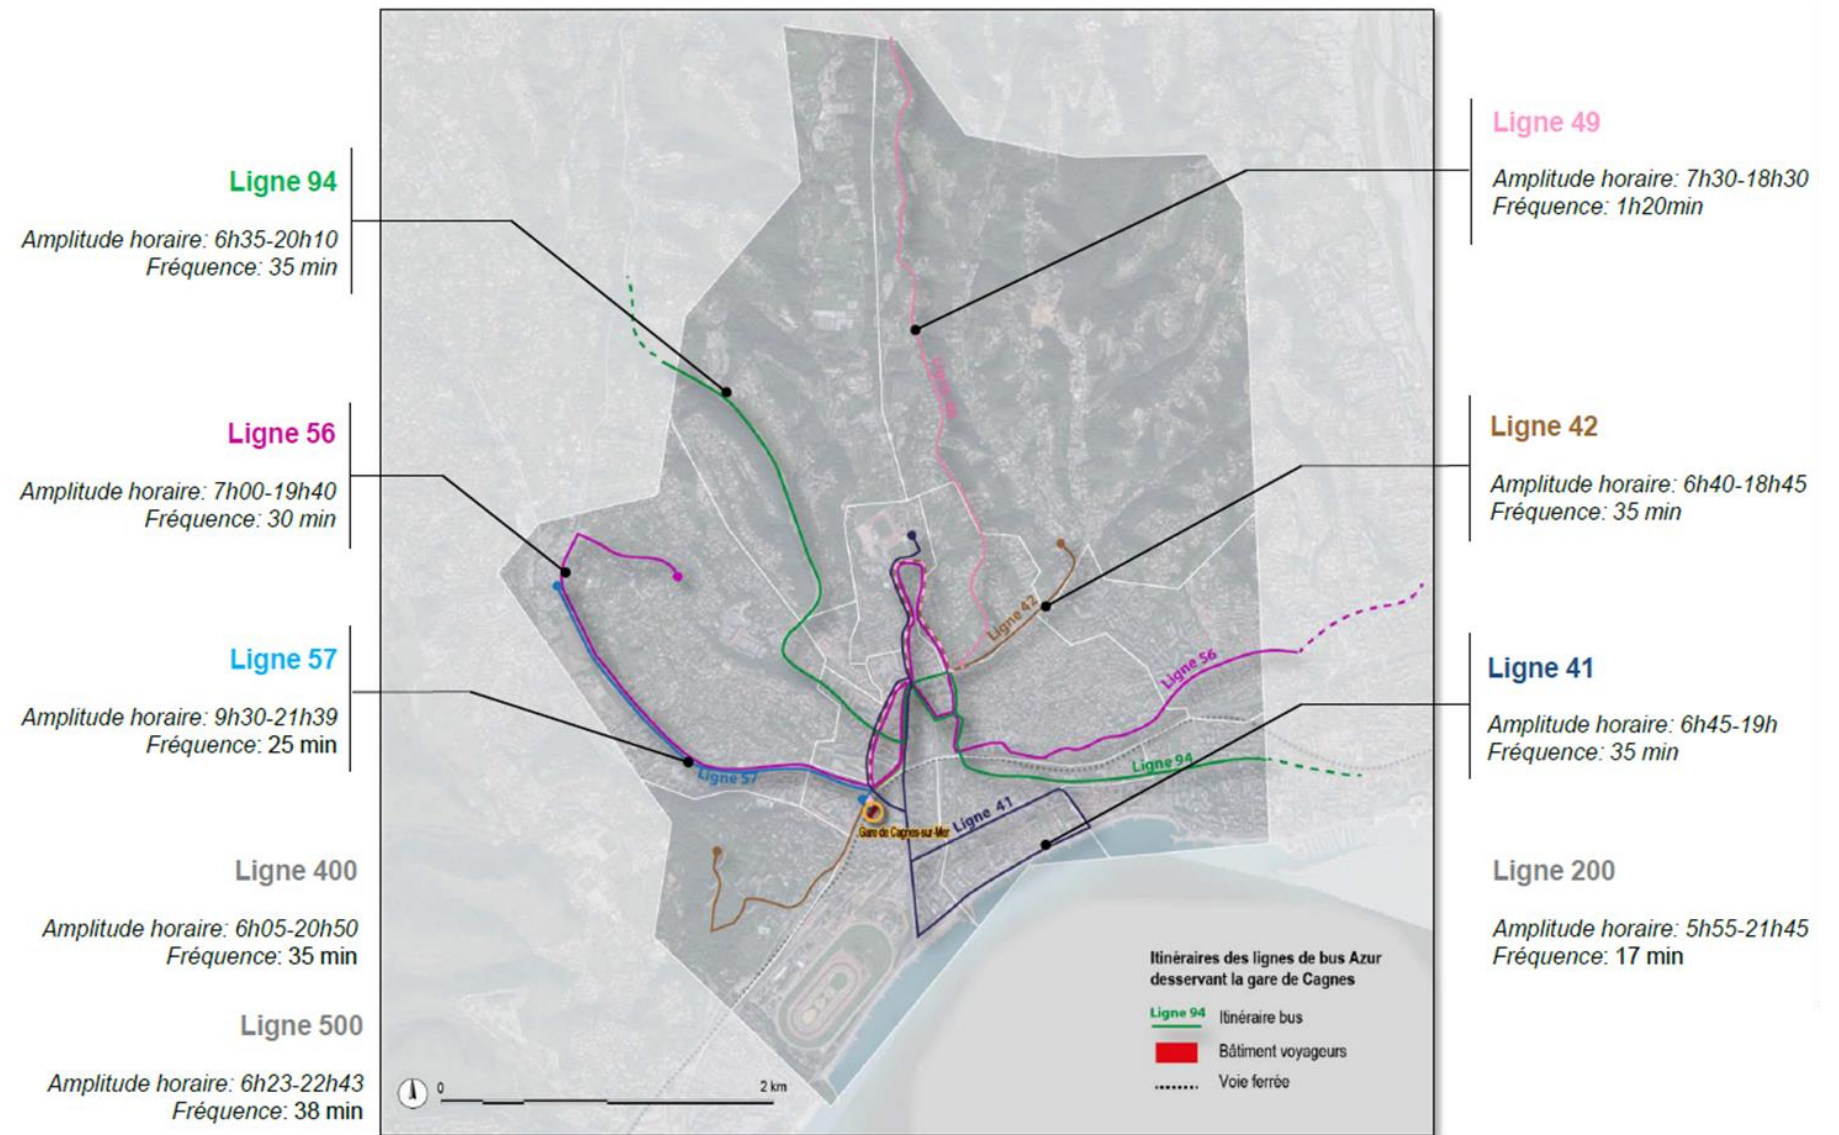 Ligne 94
Amplitude horaire: 6h35-20h10
Fréquence: 35 min
Ligne 56
Amplitude horaire: 7h00-19h40
Fréquence: 30 min
Ligne 57
Amplitude horaire: 9h30-21h39
Fréquence: 25 min
Ligne 400
Amplitude horaire: 6h05-20h50
Fréquence: 35 min
Ligne 500
Amplitude horaire: 6h23-22h43
Fréquence: 38 min
Ligne 42
Ligne 56
Ligne 57
Ligne 94
Ligne 41
Gare de Cagnes-sur-Mer
Itinéraires des lignes de bus Azur
desservant la gare de Cagnes
Ligne 94 Itinéraire bus
Bâtiment voyageurs
Voie ferrée
0 2 km
Ligne 49
Amplitude horaire: 7h30-18h30
Fréquence: 1h20min
Ligne 42
Amplitude horaire: 6h40-18h45
Fréquence: 35 min
Ligne 41
Amplitude horaire: 6h45-19h
Fréquence: 35 min
Ligne 200
Amplitude horaire: 5h55-21h45
Fréquence: 17 min